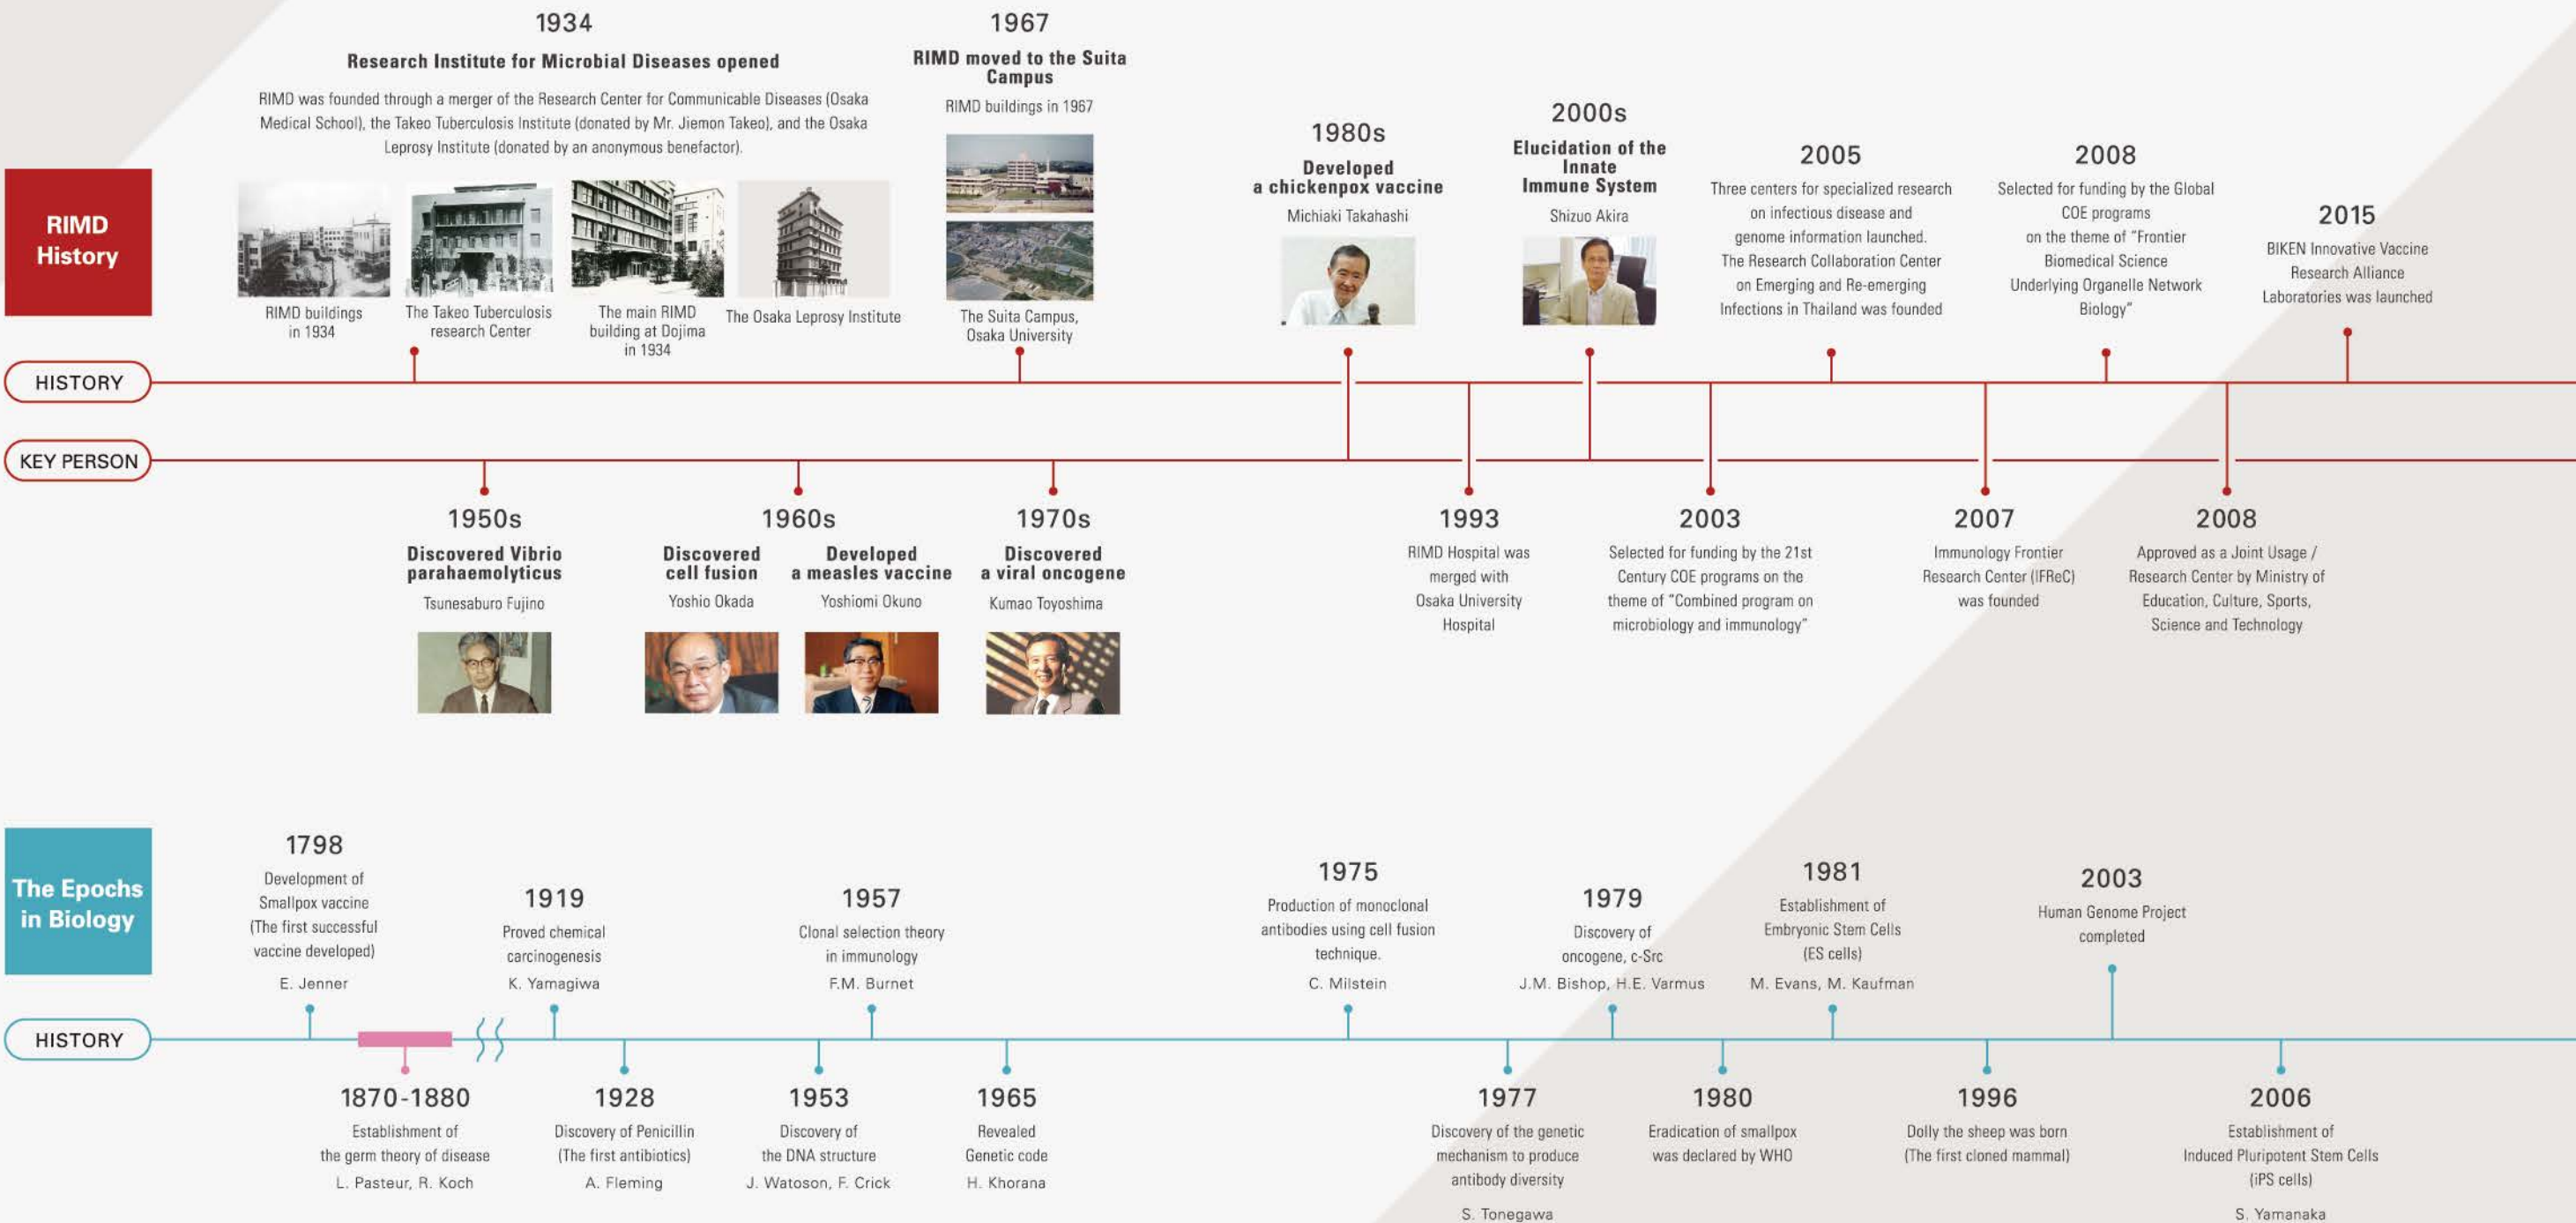 1934
Research Institute for Microbial Diseases opened
RIMD was founded through a merger of the Research Center for Communicable Diseases (Osaka
Medical School), the Takeo Tuberculosis Institute (donated by Mr. Jiemon Takeo), and the Osaka
Leprosy Institute (donated by an anonymous benefactor).
RIMD buildings
in 1934
The Takeo Tuberculosis
research Center
The main RIMD
building at Dojima
in 1934
The Osaka Leprosy Institute
1967
RIMD moved to the Suita
Campus
RIMD buildings in 1967
The Suita Campus,
Osaka University
1980s
Developed
a chickenpox vaccine
Michiaki Takahashi
2000s
Elucidation of the
Innate
Immune System
Shizuo Akira
2005
Three centers for specialized research
on infectious disease and
genome information launched.
The Research Collaboration Center
on Emerging and Re-emerging
Infections in Thailand was founded
2008
Selected for funding by the Global
COE programs
on the theme of "Frontier
Biomedical Science
Underlying Organelle Network
Biology"
2015
BIKEN Innovative Vaccine
Research Alliance
Laboratories was launched
RIMD
History
HISTORY
KEY PERSON
1950s
Discovered Vibrio
parahaemolyticus
Tsunesaburo Fujino
1960s
Discovered
cell fusion
Yoshio Okada
Developed
a measles vaccine
Yoshiomi Okuno
1970s
Discovered
a viral oncogene
Kumao Toyoshima
1993
RIMD Hospital was
merged with
Osaka University
Hospital
2003
Selected for funding by the 21st
Century COE programs on the
theme of "Combined program on
microbiology and immunology"
2007
Immunology Frontier
Research Center (IFReC)
was founded
2008
Approved as a Joint Usage /
Research Center by Ministry of
Education, Culture, Sports,
Science and Technology
The Epochs
in Biology
1798
Development of
Smallpox vaccine
(The first successful
vaccine developed)
E. Jenner
1919
Proved chemical
carcinogenesis
K. Yamagiwa
1957
Clonal selection theory
in immunology
F.M. Burnet
1975
Production of monoclonal
antibodies using cell fusion
technique.
C. Milstein
1979
Discovery of
oncogene, c-Src
J.M. Bishop, H.E. Varmus
1981
Establishment of
Embryonic Stem Cells
(ES cells)
M. Evans, M. Kaufman
2003
Human Genome Project
completed
HISTORY
1870-1880
Establishment of
the germ theory of disease
L. Pasteur, R. Koch
1928
Discovery of Penicillin
(The first antibiotics)
A. Fleming
1953
Discovery of
the DNA structure
J. Watoson, F. Crick
1965
Revealed
Genetic code
H. Khorana
1977
Discovery of the genetic
mechanism to produce
antibody diversity
S. Tonegawa
1980
Eradication of smallpox
was declared by WHO
1996
Dolly the sheep was born
(The first cloned mammal)
2006
Establishment of
Induced Pluripotent Stem Cells
(iPS cells)
S. Yamanaka